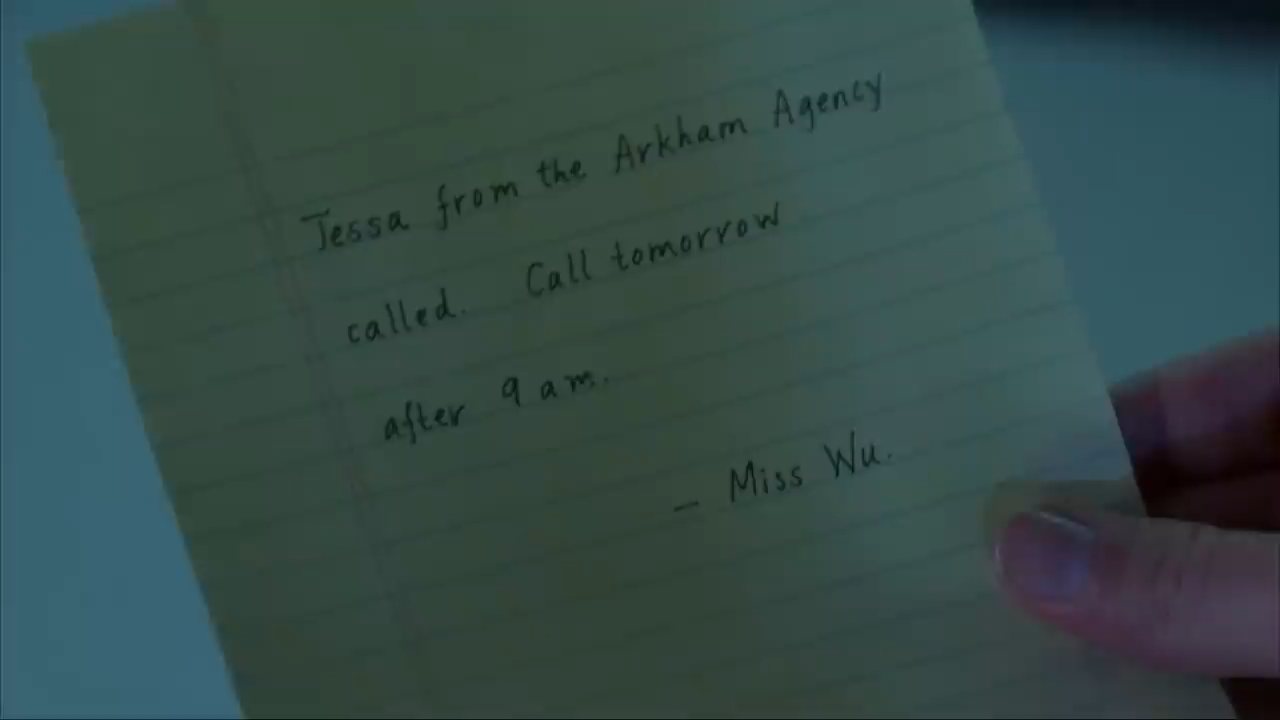 Tessa from the Arkham Agency
called. Call tomorrow
after 9 am.
– Miss Wu.